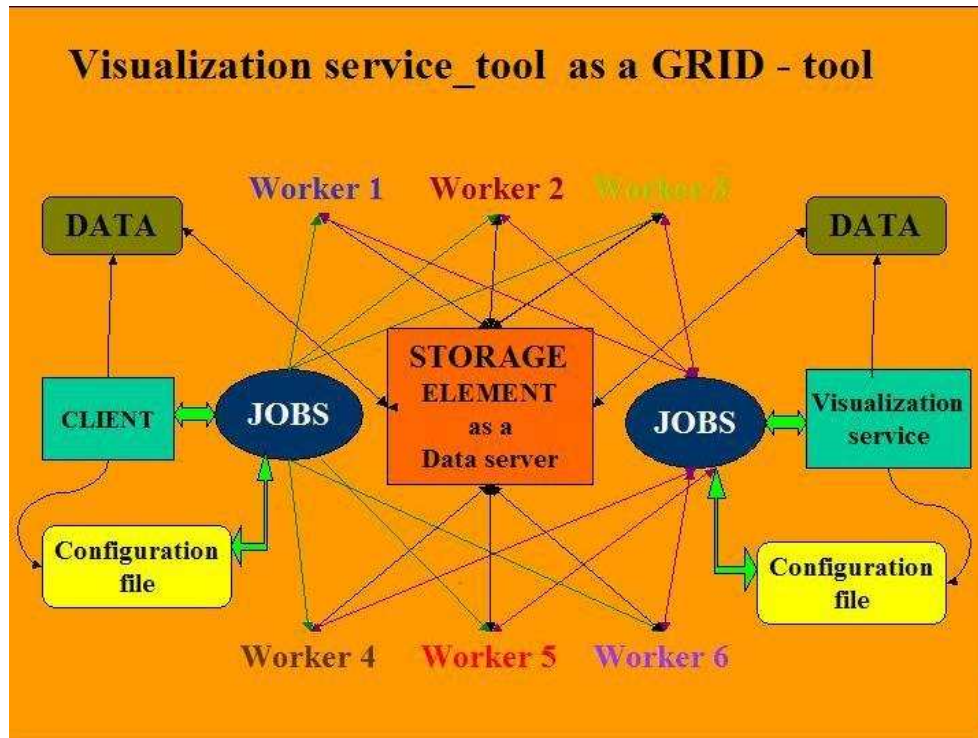 Visualization service_tool as a GRID - tool
Worker 1 Worker 2 Worker 3
DATA
DATA
STORAGE
ELEMENT
as a
Data server
CLIENT
JOBS
JOBS
Visualization
service
Configuration
file
Configuration
file
Worker 4 Worker 5 Worker 6